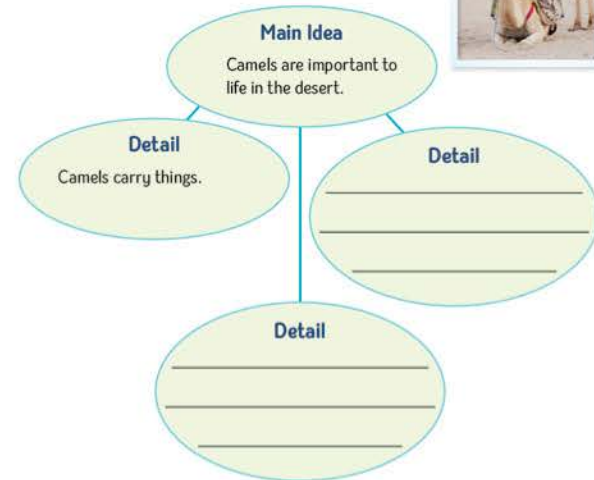 Main Idea
Camels are important to
life in the desert.
Detail
Camels carry things.
Detail
Detail